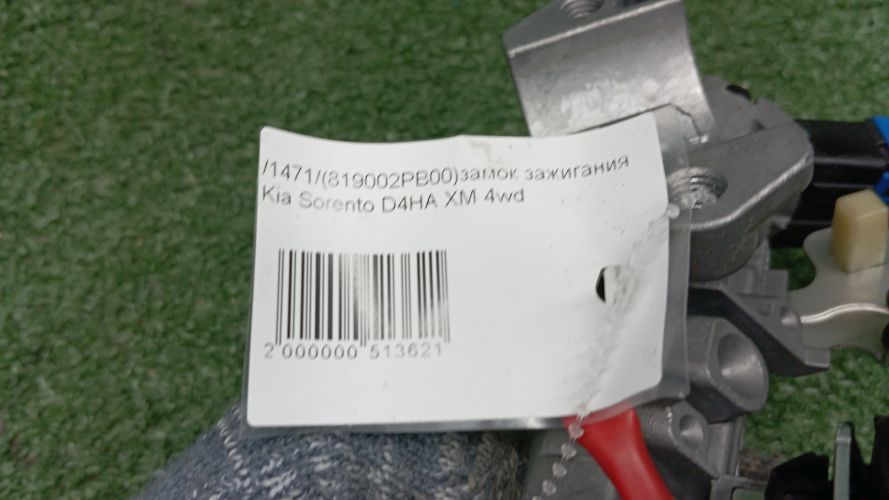 /1471/(819002PB00)замок зажигания
Kia Sorento D4HA XM 4wd
2 000000 513621